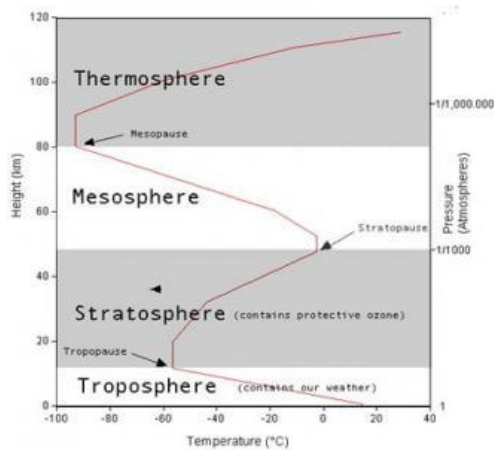 120
100
80
60
40
20
0
Height (km)
Thermosphere
Mesopause
Mesosphere
Stratopause
Stratosphere (contains protective ozone)
Tropopause
Troposphere (contains our weather)
1/1,000.000
1/1000
1
Pressure
(Atmospheres)
-100 -80 -60 -40 -20 0 20 40
Temperature (°C)